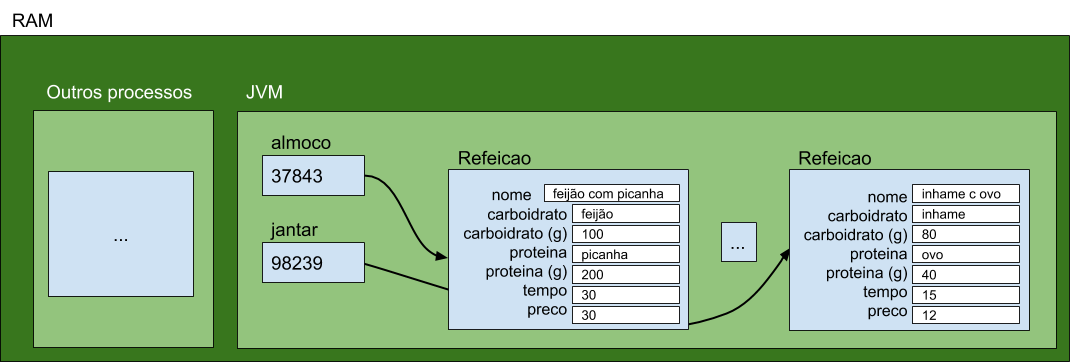 RAM
Outros processos
...
JVM
almoco
37843
jantar
98239
Refeicao
nome feijão com picanha
carboidrato feijão
carboidrato (g) 100
proteina picanha
proteina (g) 200
tempo 30
preco 30
...
Refeicao
nome inhame c ovo
carboidrato inhame
carboidrato (g) 80
proteina ovo
proteina (g) 40
tempo 15
preco 12